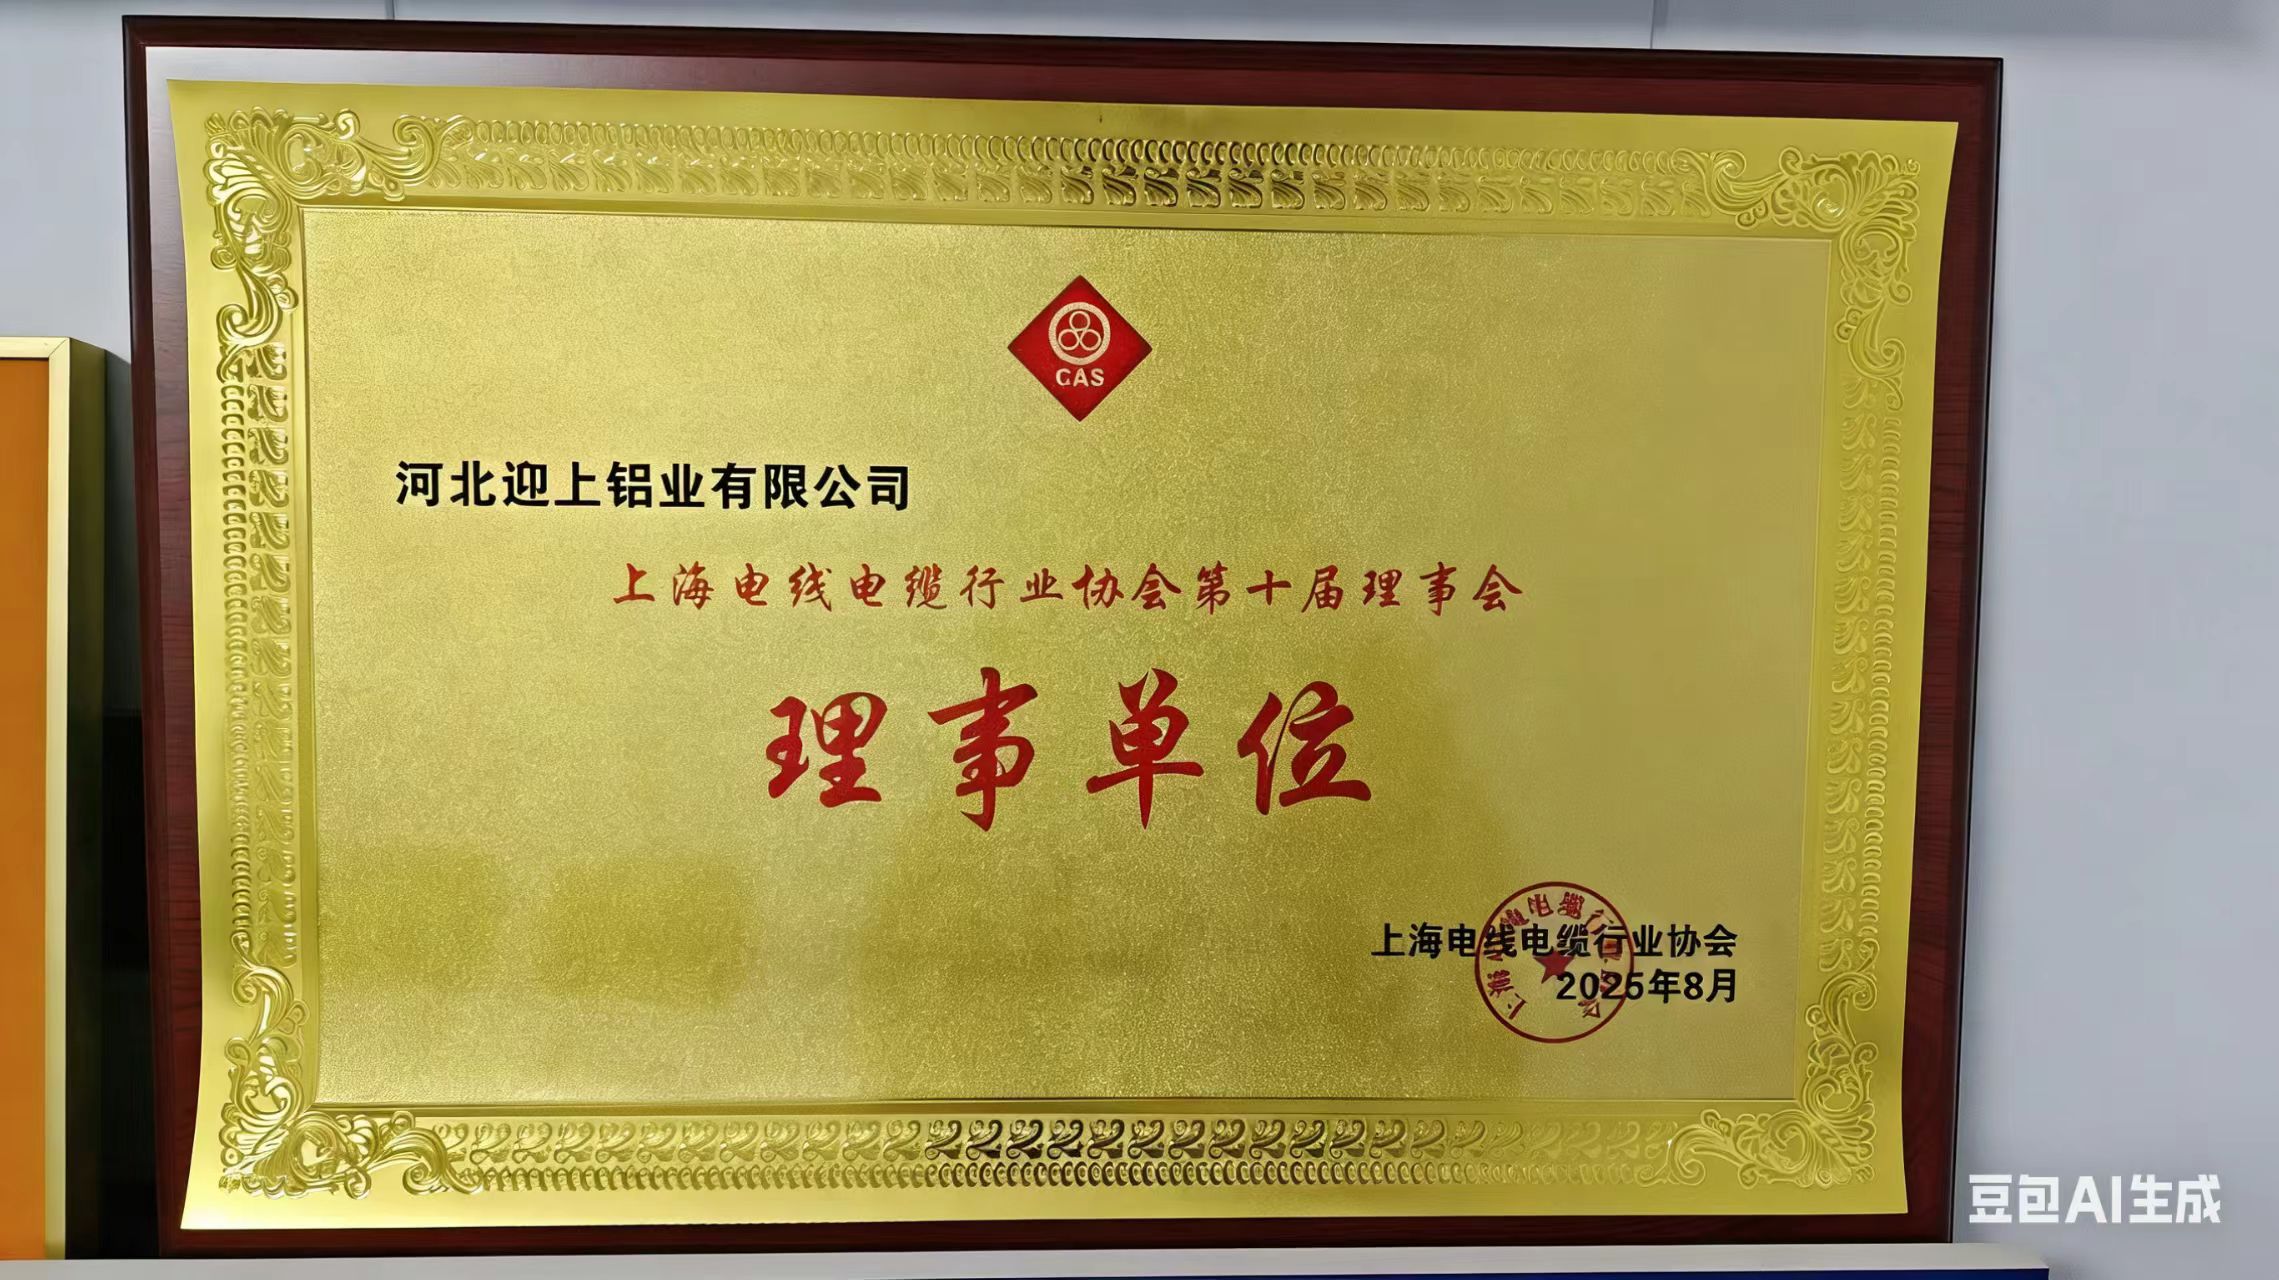 CAS
河北迎上铝业有限公司
上海电线电缆行业协会第十届理事会
理事单位
上海电线电缆行业协会
2025年8月
豆包AI生成